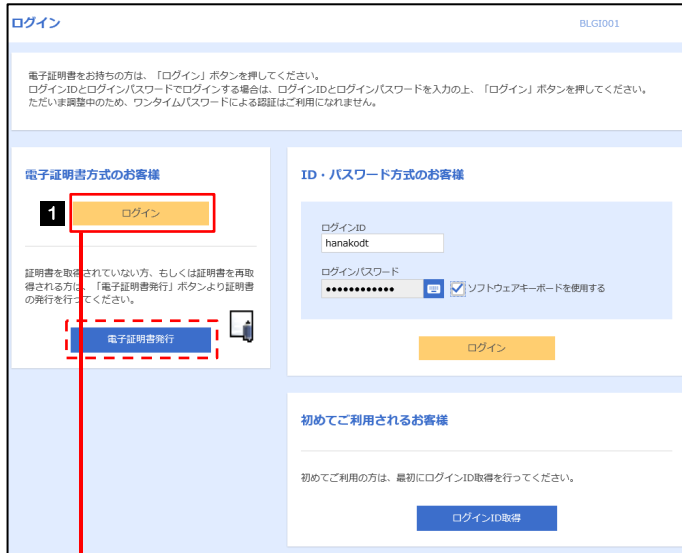 ログイン
BLGI001
電子証明書をお持ちの方は、「ログイン」ボタンを押してください。
ログインIDとログインパスワードでログインする場合は、ログインIDとログインパスワードを入力の上、「ログイン」ボタンを押してください。
ただいま調整中のため、ワンタイムパスワードによる認証はご利用になれません。
電子証明書方式のお客様
1 ログイン
証明書を取得されていない方、もしくは証明書を再取
得される方は、「電子証明書発行」ボタンより証明書
の発行を行ってください。
電子証明書発行
ID・パスワード方式のお客様
ログインID
hanakodt
ログインパスワード
●●●●●●●●●●●●
ソフトウェアキーボードを使用する
ログイン
初めてご利用されるお客様
初めてご利用の方は、最初にログインID取得を行ってください。
ログインID取得